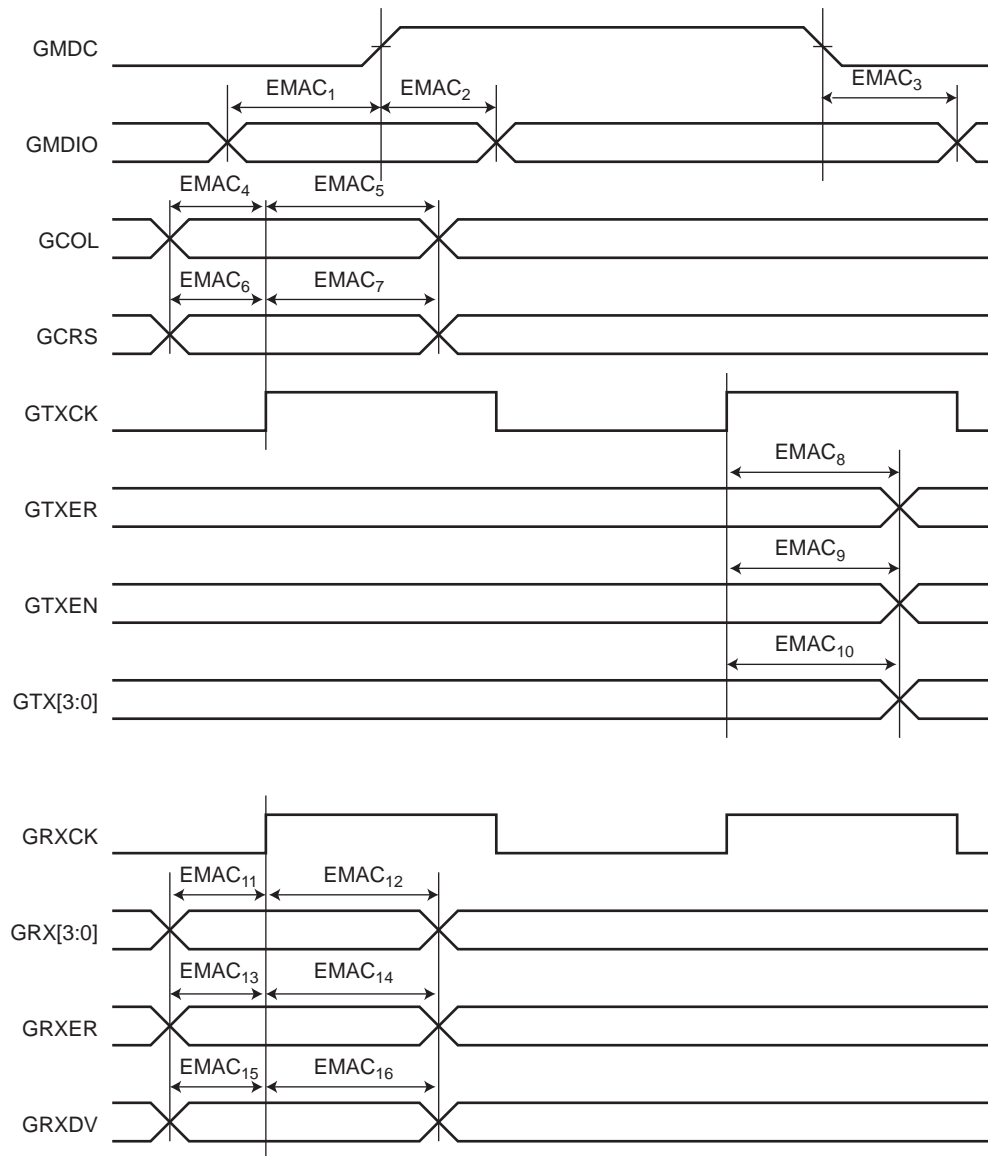 GMDC
EMAC1 EMAC2 EMAC3
GMDIO
EMAC4 EMAC5
GCOL
EMAC6 EMAC7
GCRS
GTXCK
EMAC8
GTXER
EMAC9
GTXEN
EMAC10
GTX[3:0]
GRXCK
EMAC11 EMAC12
GRX[3:0]
EMAC13 EMAC14
GRXER
EMAC15 EMAC16
GRXDV